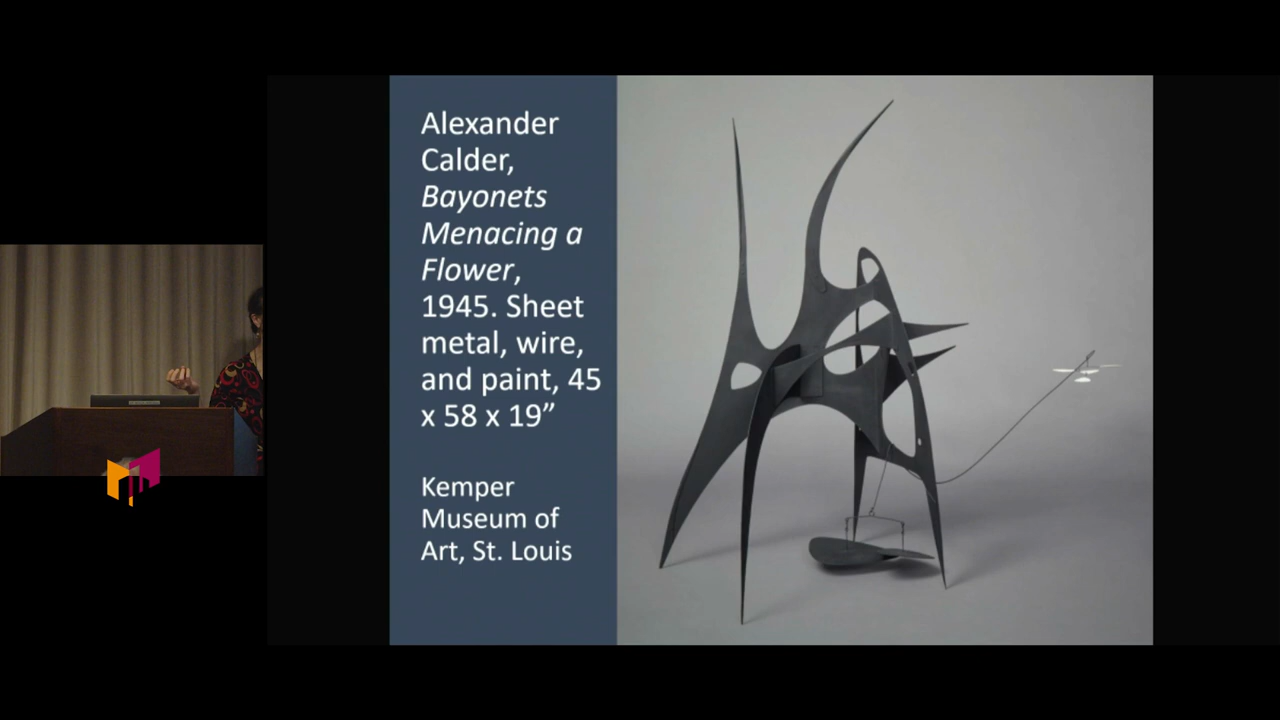 Alexander
Calder,
Bayonets
Menacing a
Flower,
1945. Sheet
metal, wire,
and paint, 45
x 58 x 19”
Kemper
Museum of
Art, St. Louis